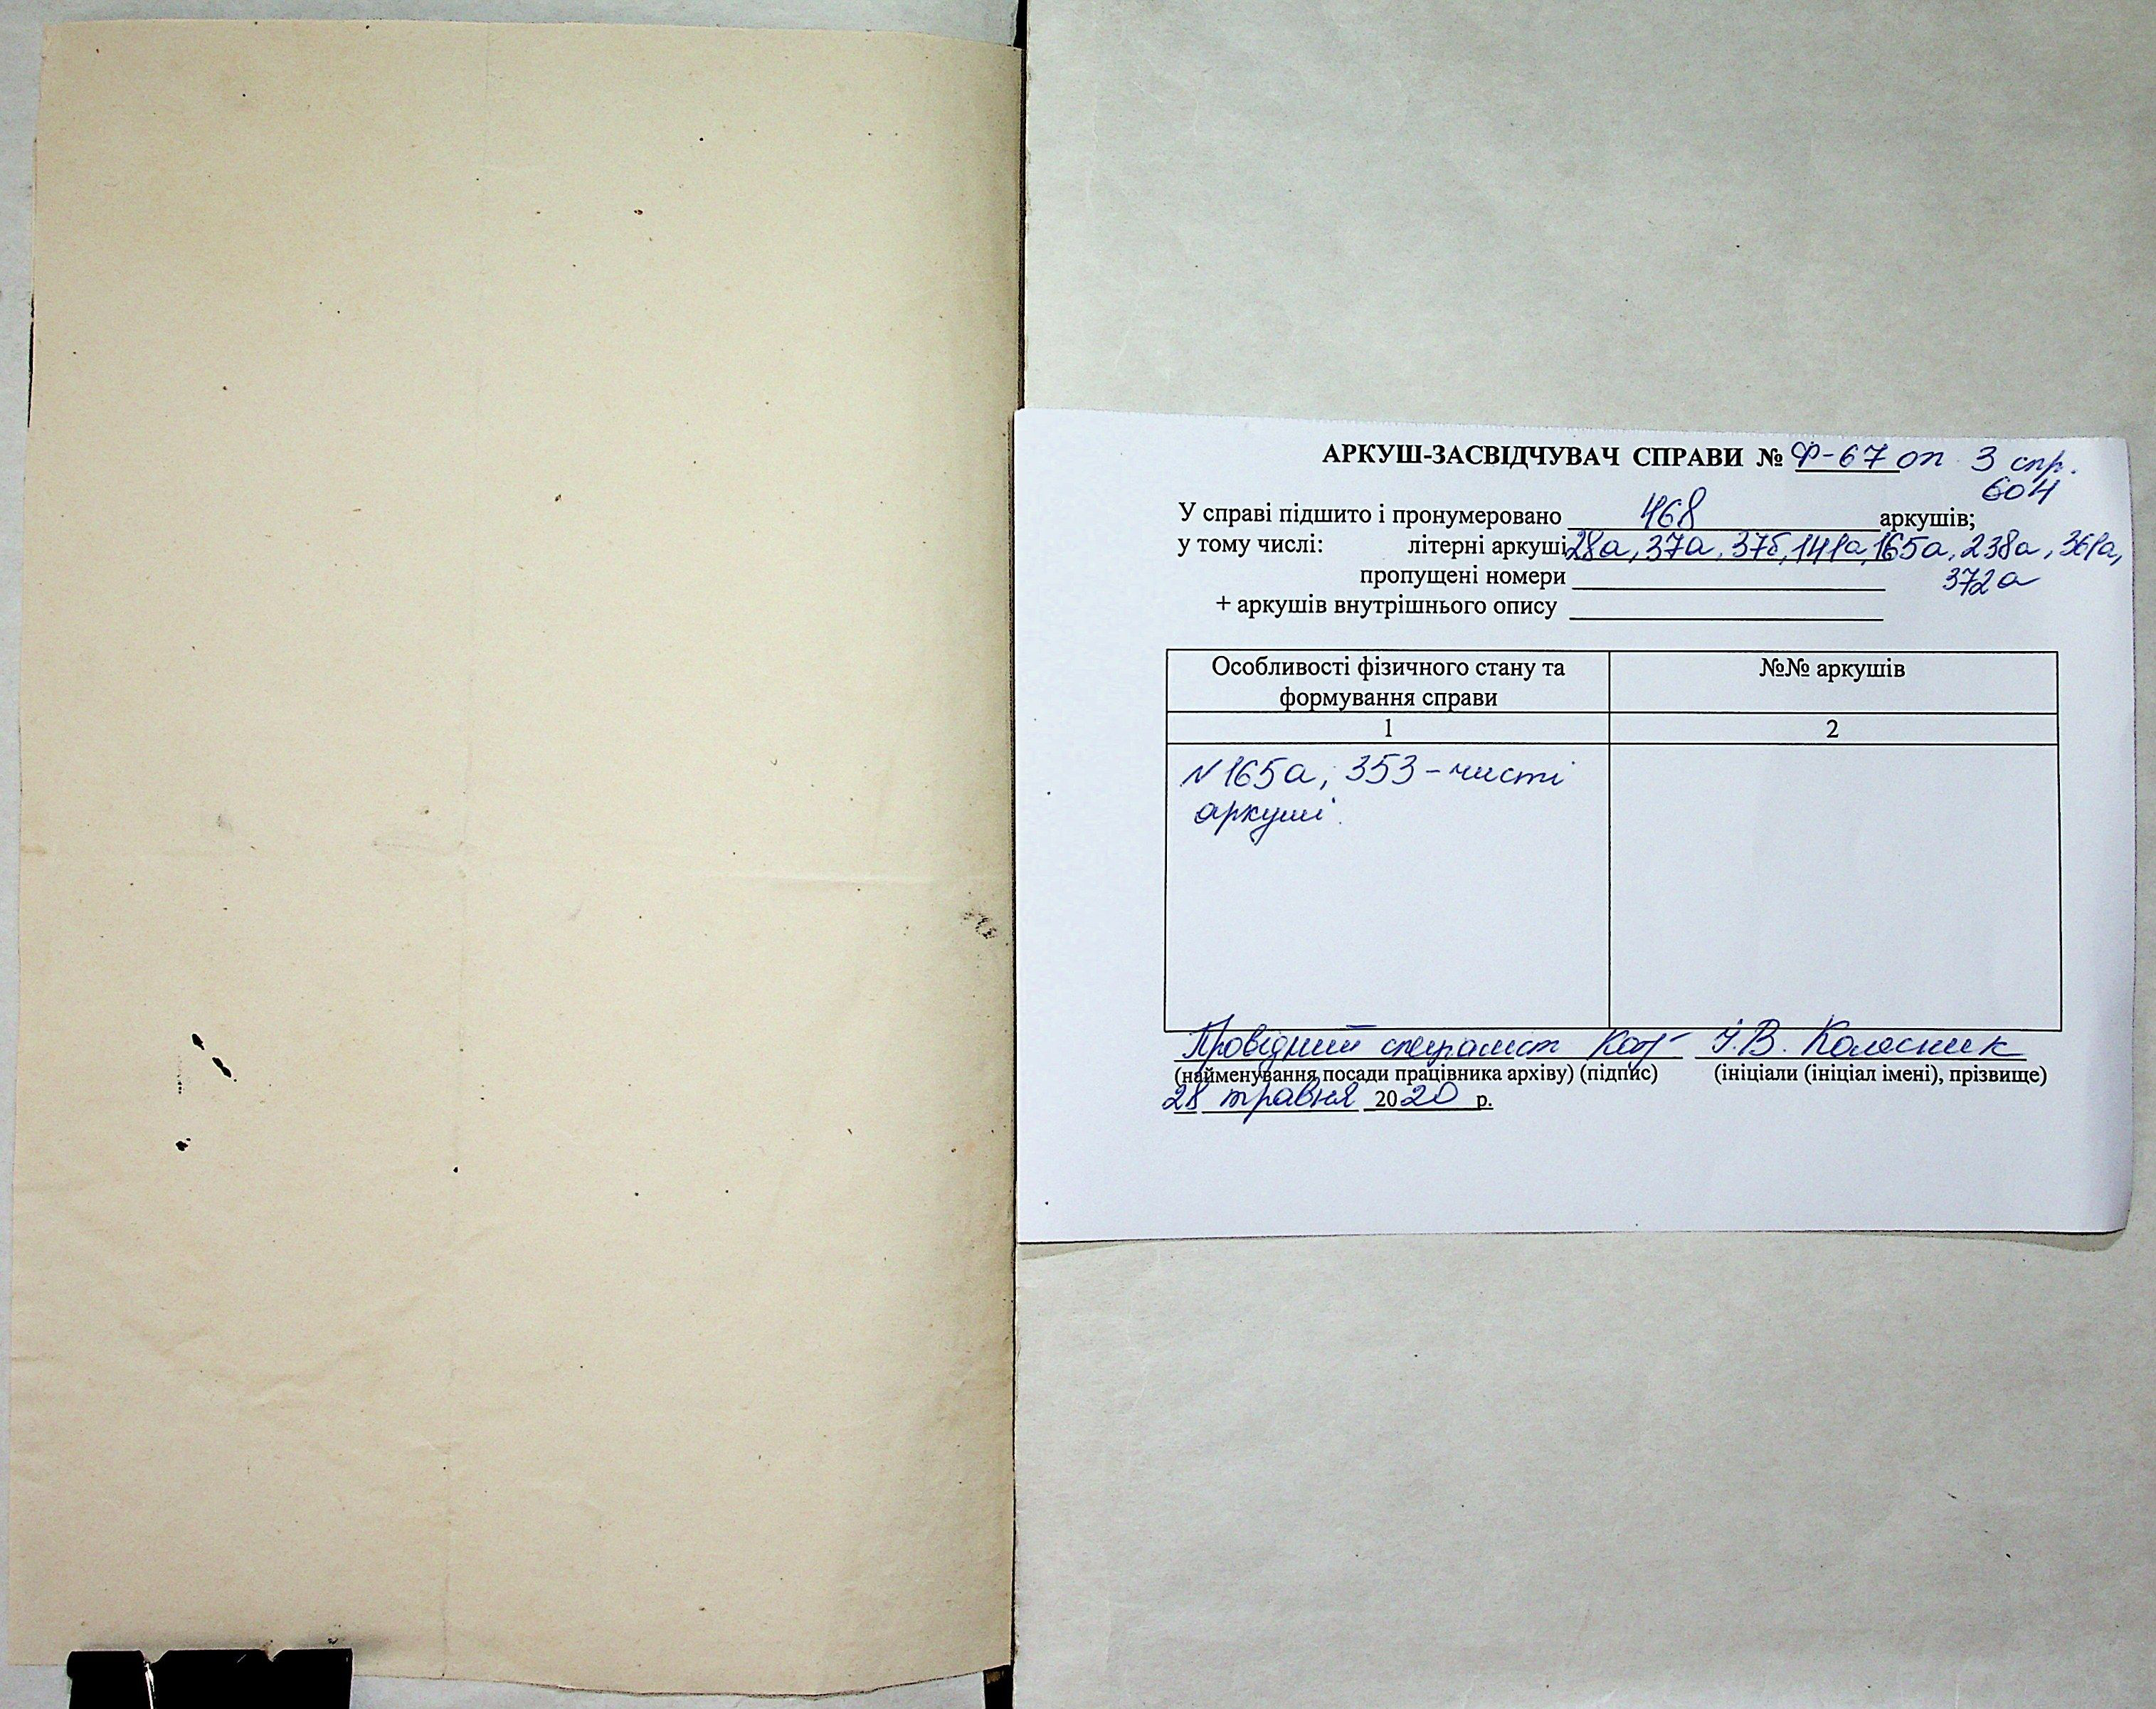 АРКУШ-ЗАСВІДЧУВАЧ СПРАВИ № Ф-67 оп 3 спр.
604
У справі підшито і пронумеровано 468 аркушів;
у тому числі: літерні аркуші 28а, 37а, 37б, 141а, 165а, 238а, 361а,
пропущені номери 372а
+ аркушів внутрішнього опису
Особливості фізичного стану та формування справи
№№ аркушів
1 2
N 165а, 353 – чисті
аркуші.
Провідний спеціалист І.В. Колесник
(найменування посади працівника архіву) (підпис) (ініціали (ініціал імені), прізвище)
28 травня 2020 р.